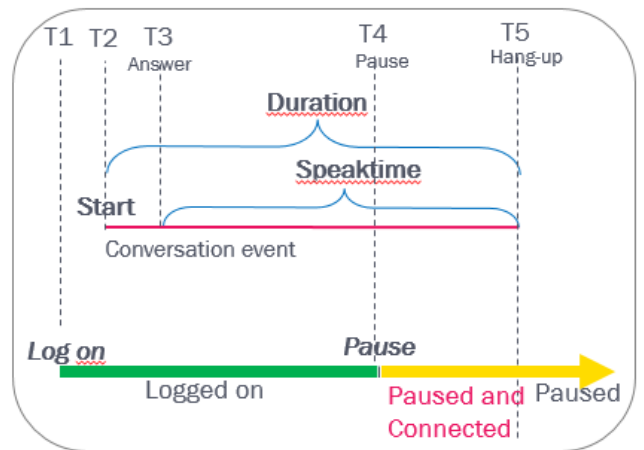 T1 T2 T3 T4 T5
Answer Pause Hang-up
Duration
Speaktime
Start
Conversation event
Log on Pause
Logged on Paused and Paused
Connected